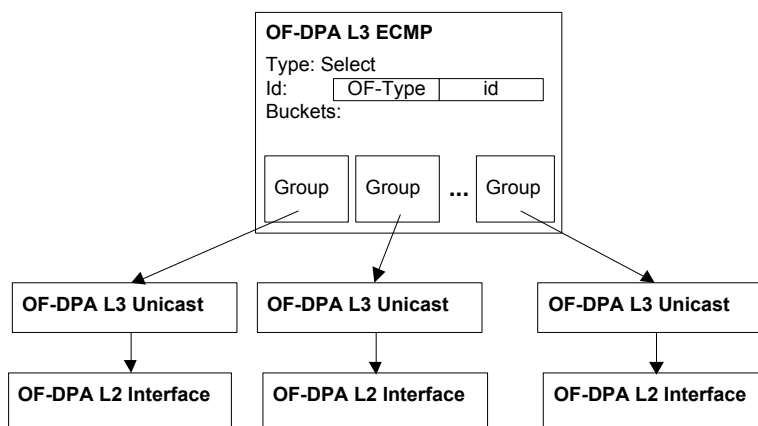 OF-DPA L3 ECMP
Type: Select
Id: OF-Type id
Buckets:
Group Group ... Group
OF-DPA L3 Unicast OF-DPA L3 Unicast OF-DPA L3 Unicast
OF-DPA L2 Interface OF-DPA L2 Interface OF-DPA L2 Interface